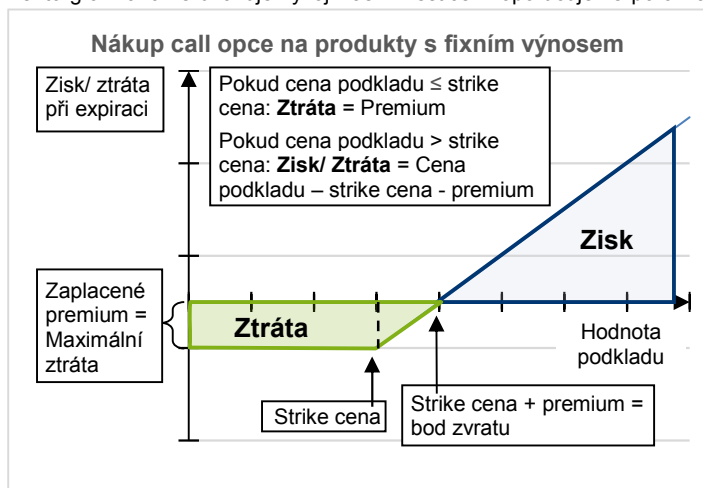 Nákup call opce na produkty s fixním výnosem
Zisk/ ztráta
při expiraci
Pokud cena podkladu ≤ strike
cena: Ztráta = Premium
Pokud cena podkladu > strike
cena: Zisk/ Ztráta = Cena
podkladu – strike cena - premium
Zisk
Zaplacené
premium =
Maximální
ztráta
Ztráta
Hodnota
podkladu
Strike cena
Strike cena + premium =
bod zvratu